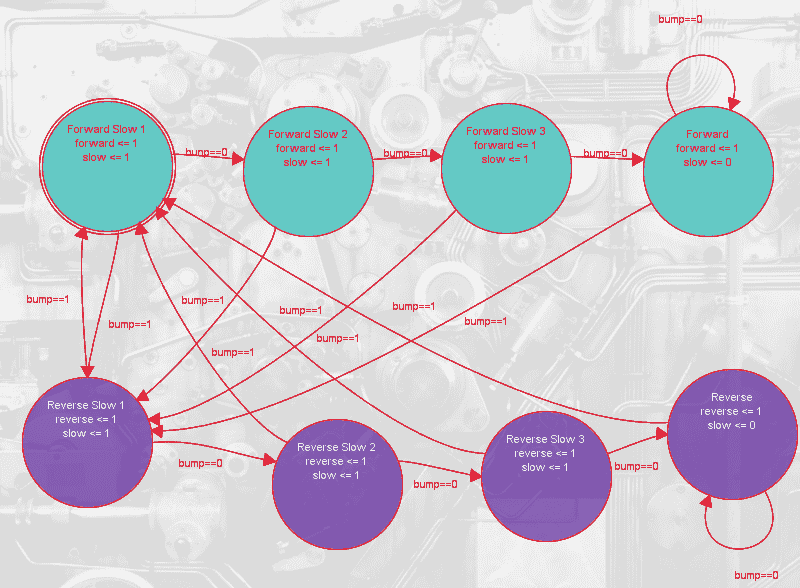 bump==0
Forward Slow 1
forward <= 1
slow <= 1
bump==0
Forward Slow 2
forward <= 1
slow <= 1
bump==0
Forward Slow 3
forward <= 1
slow <= 1
bump==0
Forward
forward <= 1
slow <= 0
bump==1
bump==1
bump==1
bump==1
bump==1
bump==1
bump==1
bump==1
Reverse Slow 1
reverse <= 1
slow <= 1
bump==0
Reverse Slow 2
reverse <= 1
slow <= 1
bump==0
Reverse Slow 3
reverse <= 1
slow <= 1
bump==0
Reverse
reverse <= 1
slow <= 0
bump==0